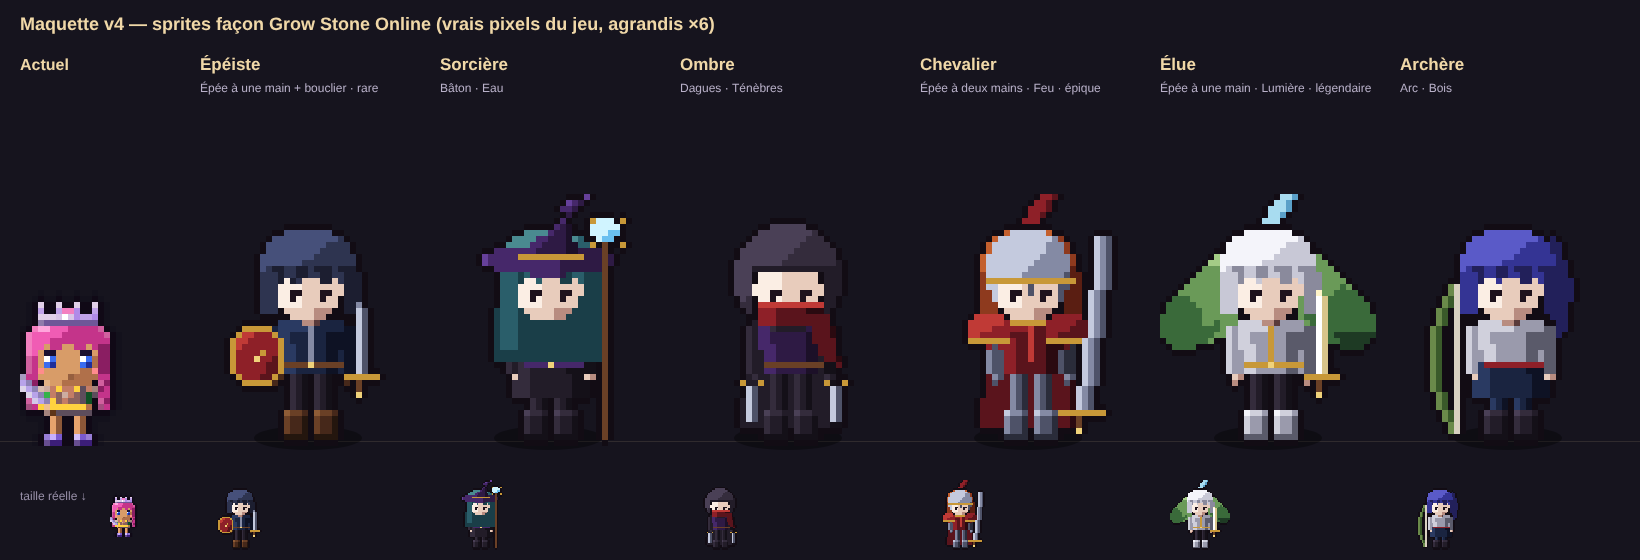 Maquette v4 — sprites façon Grow Stone Online (vrais pixels du jeu, agrandis ×6)
Actuel
Épéiste
Épée à une main + bouclier · rare
Sorcière
Bâton · Eau
Ombre
Dagues · Ténèbres
Chevalier
Épée à deux mains · Feu · épique
Élue
Épée à une main · Lumière · légendaire
Archère
Arc · Bois
taille réelle ↓